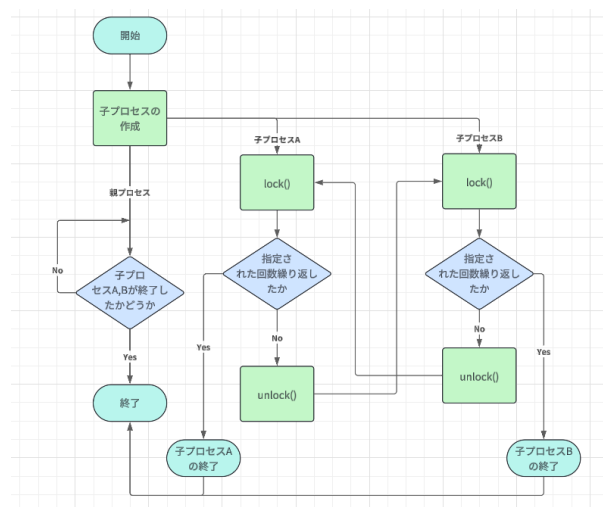 開始
子プロセスの
作成
子プロセスA
子プロセスB
lock()
lock()
親プロセス
指定さ
れた回数繰り返し
たか
指定さ
れた回数繰り返し
たか
No
子プロ
セスA,Bが終了し
たかどうか
No
No
Yes
Yes
Yes
unlock()
unlock()
終了
子プロセスA
の終了
子プロセスB
の終了